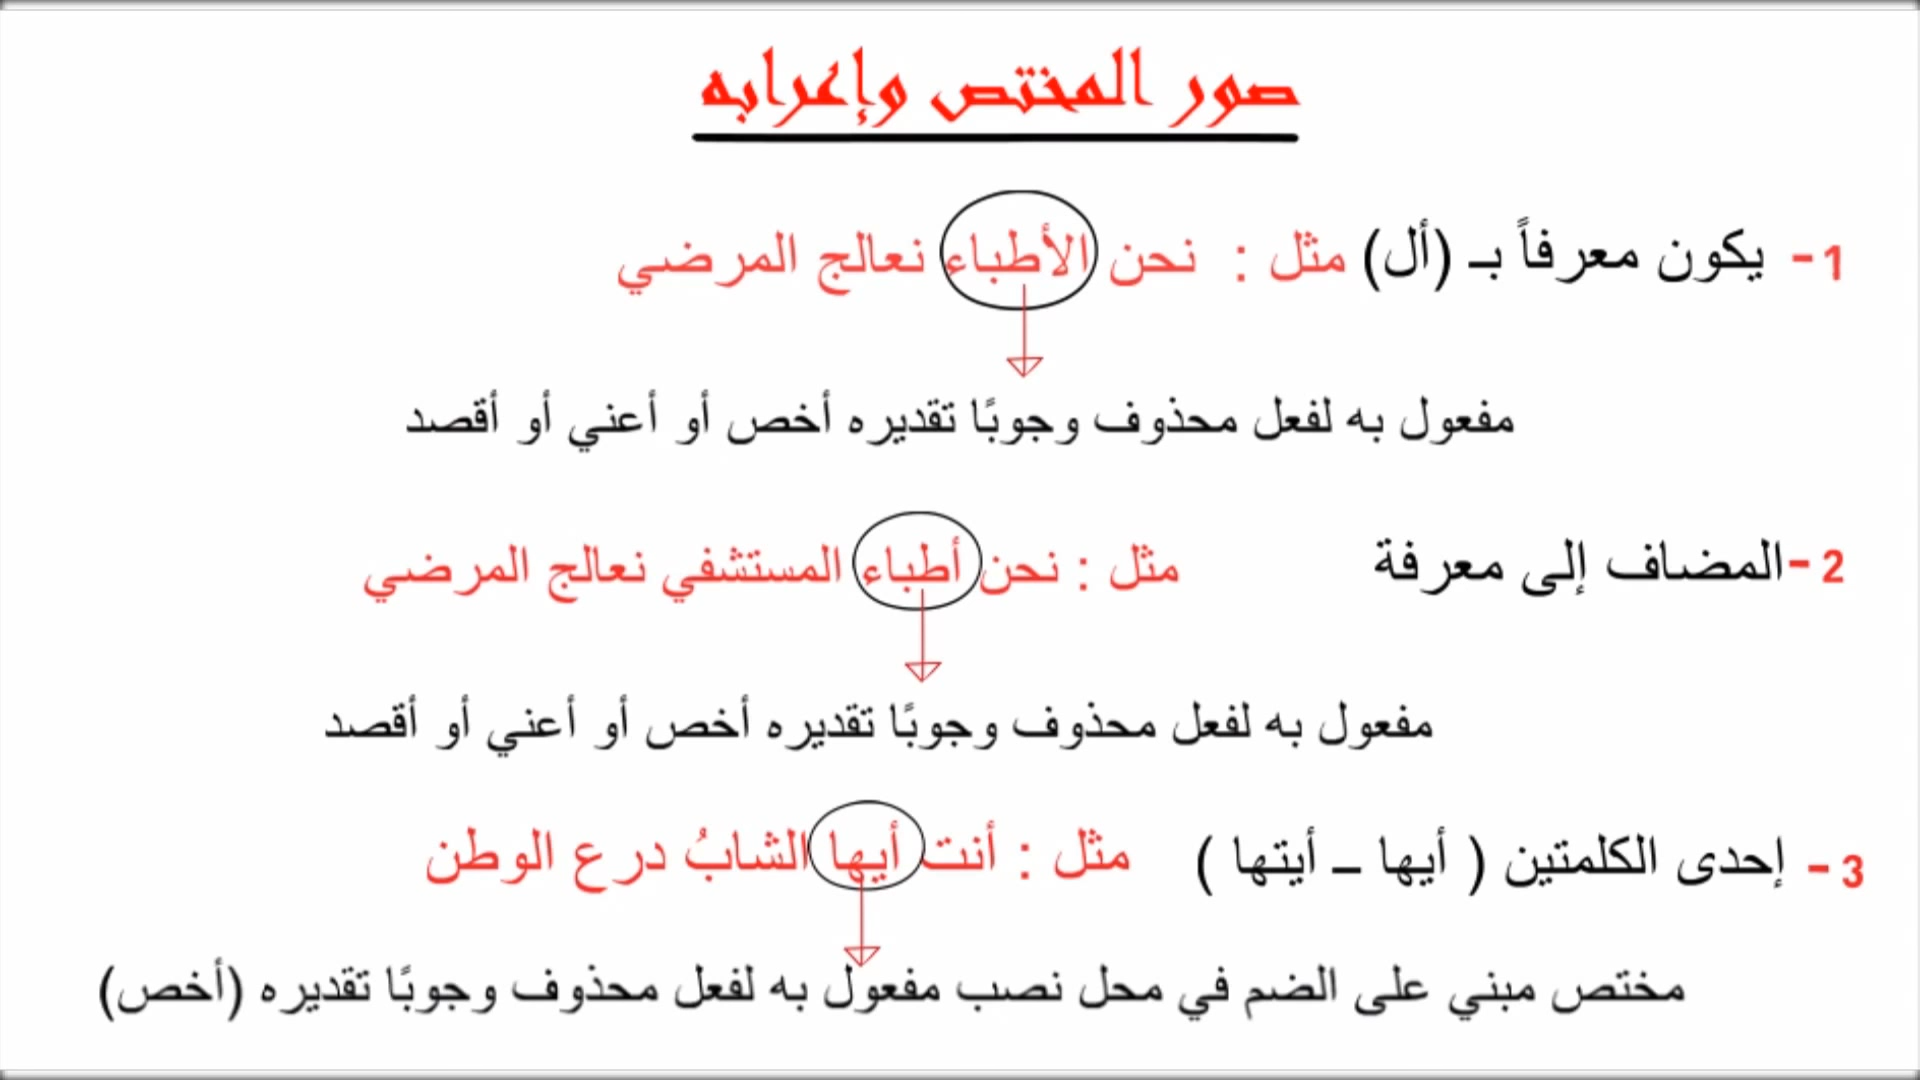 صور المختص وإعرابه
1- يكون معرفاً بـ (أل) مثل : نحن الأطباء نعالج المرضي
مفعول به لفعل محذوف وجوبًا تقديره أخص أو أعني أو أقصد
2- المضاف إلى معرفة مثل : نحن أطباء المستشفي نعالج المرضي
مفعول به لفعل محذوف وجوبًا تقديره أخص أو أعني أو أقصد
3- إحدى الكلمتين ( أيها – أيتها ) مثل : أنت أيها الشابُ درع الوطن
مختص مبني على الضم في محل نصب مفعول به لفعل محذوف وجوبًا تقديره (أخص)